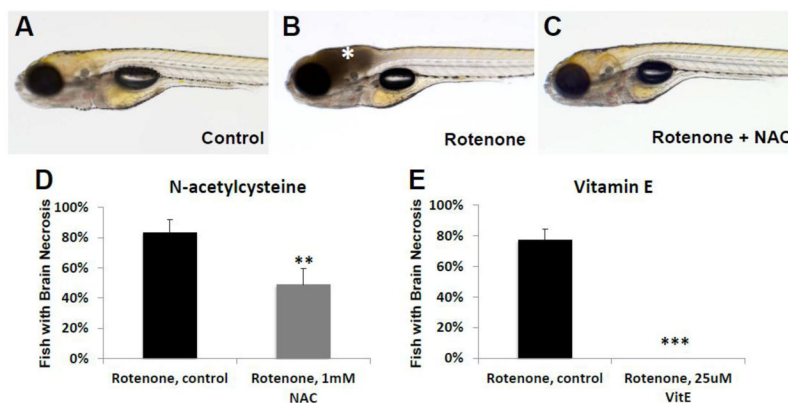 A
B
C
*
Control
Rotenone
Rotenone + NAC
D
N-acetylcysteine
Fish with Brain Necrosis
100%
80%
60%
40%
20%
0%
**
Rotenone, control
Rotenone, 1mM
NAC
E
Vitamin E
Fish with Brain Necrosis
100%
80%
60%
40%
20%
0%
***
Rotenone, control
Rotenone, 25uM
VitE